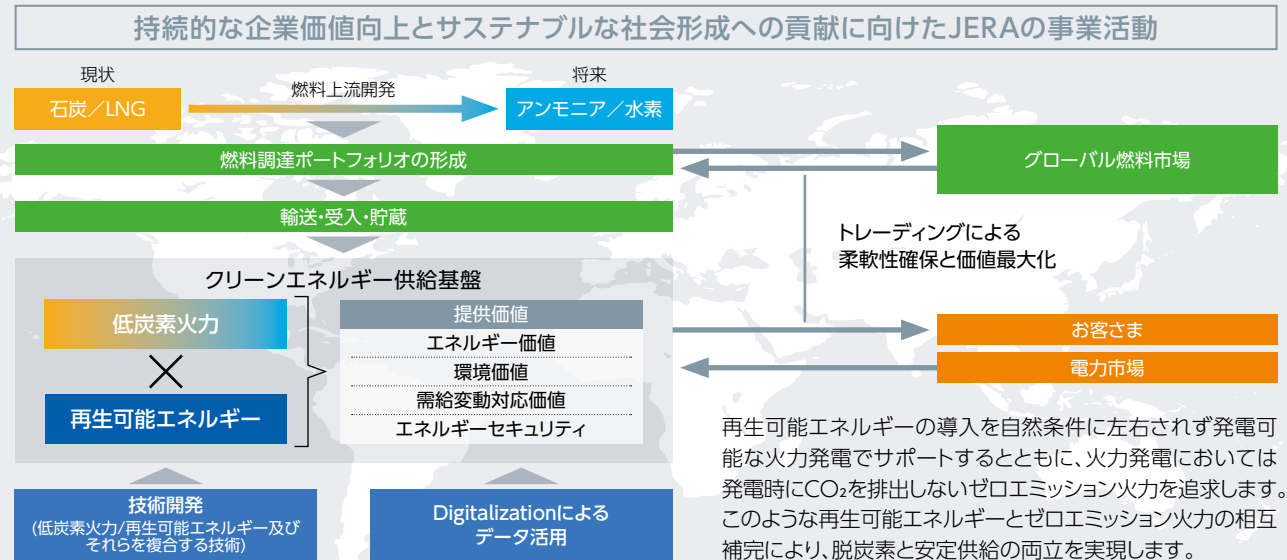 持続的な企業価値向上とサステナブルな社会形成への貢献に向けたJERAの事業活動
現状
将来
石炭／LNG
燃料上流開発
アンモニア／水素
燃料調達ポートフォリオの形成
グローバル燃料市場
輸送・受入・貯蔵
トレーディングによる
柔軟性確保と価値最大化
クリーンエネルギー供給基盤
低炭素火力
×
再生可能エネルギー
提供価値
エネルギー価値
環境価値
需給変動対応価値
エネルギーセキュリティ
お客さま
電力市場
技術開発
(低炭素火力/再生可能エネルギー及び
それらを複合する技術)
Digitalizationによる
データ活用
再生可能エネルギーの導入を自然条件に左右されず発電可
能な火力発電でサポートするとともに、火力発電においては
発電時にCO₂を排出しないゼロエミッション火力を追求します。
このような再生可能エネルギーとゼロエミッション火力の相互
補完により、脱炭素と安定供給の両立を実現します。